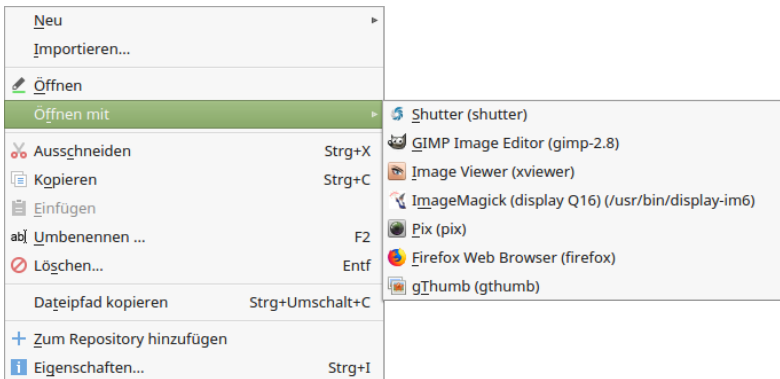 Neu
Importieren...
Öffnen
Öffnen mit
Ausschneiden Strg+X
Kopieren Strg+C
Einfügen
Umbenennen ... F2
Löschen... Entf
Dateipfad kopieren Strg+Umschalt+C
Zum Repository hinzufügen
Eigenschaften... Strg+I
Shutter (shutter)
GIMP Image Editor (gimp-2.8)
Image Viewer (xviewer)
ImageMagick (display Q16) (/usr/bin/display-im6)
Pix (pix)
Firefox Web Browser (firefox)
gThumb (gthumb)